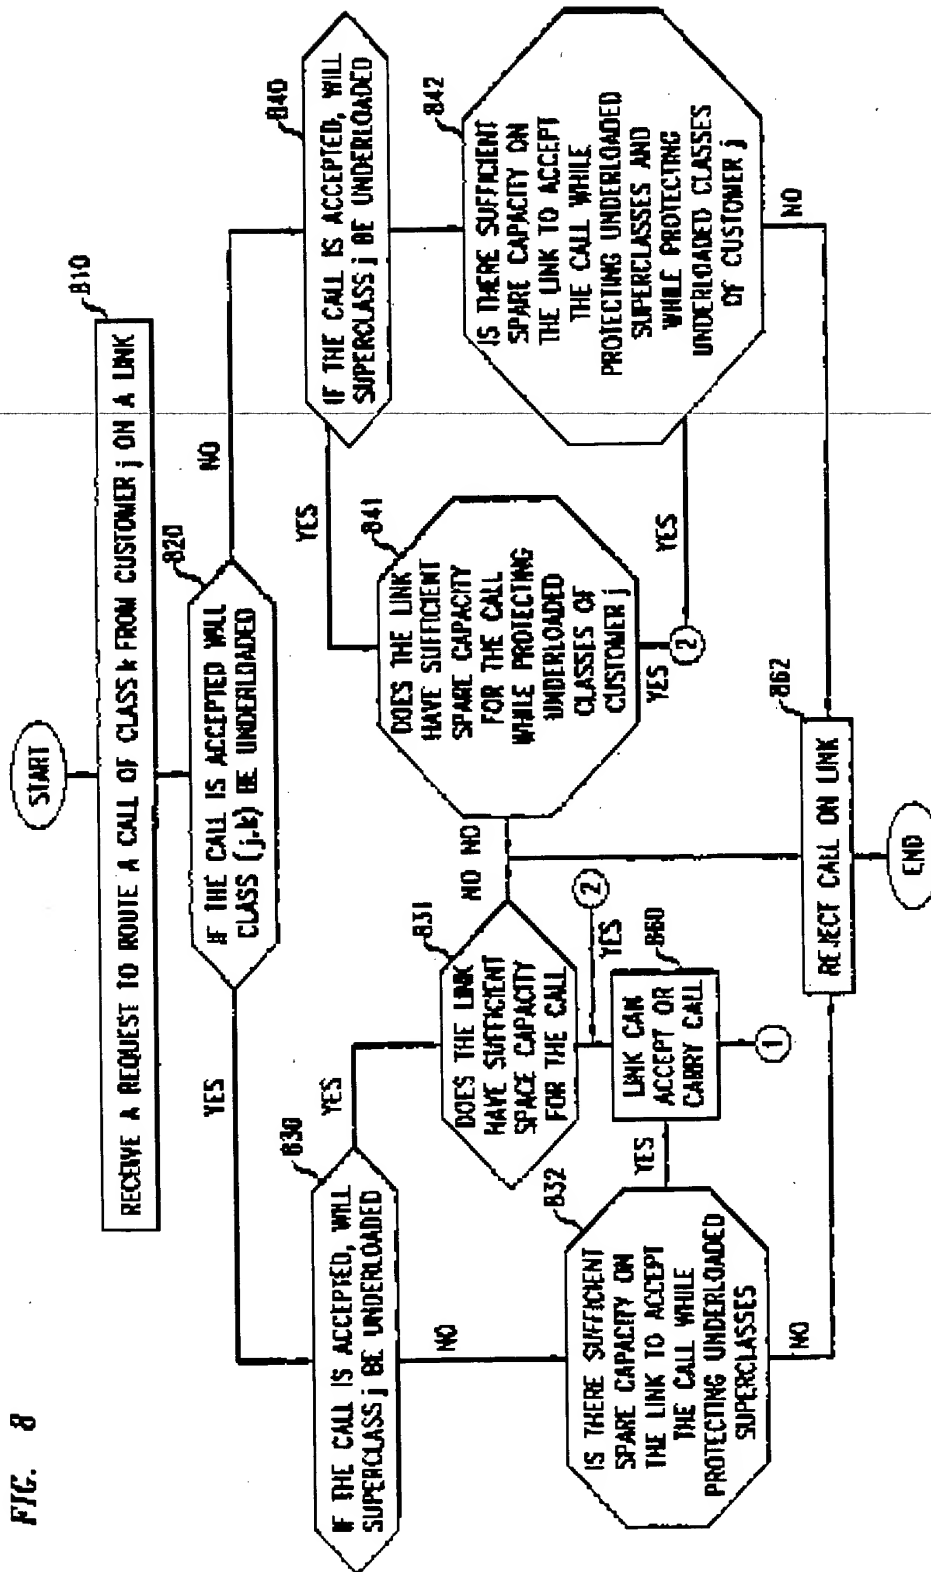 FIG. 8
START
810
RECEIVE A REQUEST TO ROUTE A CALL OF CLASS k FROM CUSTOMER j ON A LINK
820
IF THE CALL IS ACCEPTED WILL
CLASS (j,k) BE UNDERLOADED
YES
NO
830
IF THE CALL IS ACCEPTED, WILL
SUPERCLASS j BE UNDERLOADED
YES
NO
840
IF THE CALL IS ACCEPTED, WILL
SUPERCLASS j BE UNDERLOADED
YES
831
DOES THE LINK
HAVE SUFFICIENT
SPACE CAPACITY
FOR THE CALL
NO
841
DOES THE LINK
HAVE SUFFICIENT
SPARE CAPACITY
FOR THE CALL
WHILE PROTECTING
UNDERLOADED
CLASSES OF
CUSTOMER j
NO
YES
842
IS THERE SUFFICIENT
SPARE CAPACITY ON
THE LINK TO ACCEPT
THE CALL WHILE
PROTECTING UNDERLOADED
SUPERCLASSES AND
WHILE PROTECTING
UNDERLOADED CLASSES
OF CUSTOMER j
YES
NO
2
2
YES
832
IS THERE SUFFICIENT
SPARE CAPACITY ON
THE LINK TO ACCEPT
THE CALL WHILE
PROTECTING UNDERLOADED
SUPERCLASSES
YES
NO
860
LINK CAN
ACCEPT OR
CARRY CALL
1
862
REJECT CALL ON LINK
END